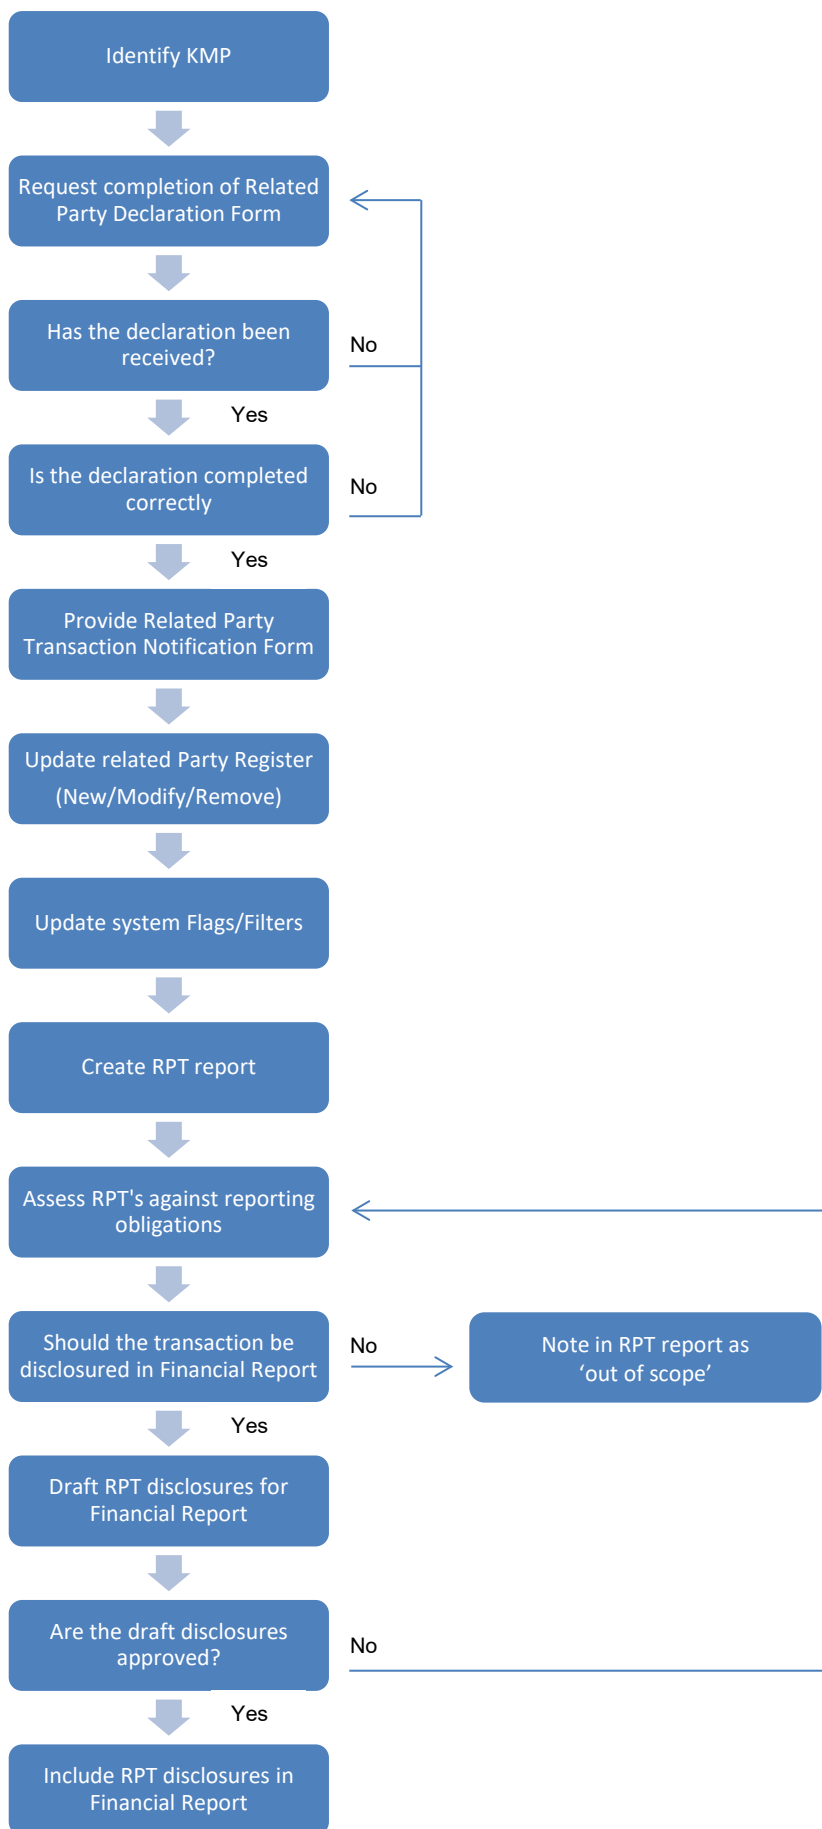 Identify KMP
Request completion of Related
Party Declaration Form
Has the declaration been
received?
No
Yes
Is the declaration completed
correctly
No
Yes
Provide Related Party
Transaction Notification Form
Update related Party Register
(New/Modify/Remove)
Update system Flags/Filters
Create RPT report
Assess RPT's against reporting
obligations
Should the transaction be
disclosed in Financial Report
No
Note in RPT report as
‘out of scope’
Yes
Draft RPT disclosures for
Financial Report
Are the draft disclosures
approved?
No
Yes
Include RPT disclosures in
Financial Report